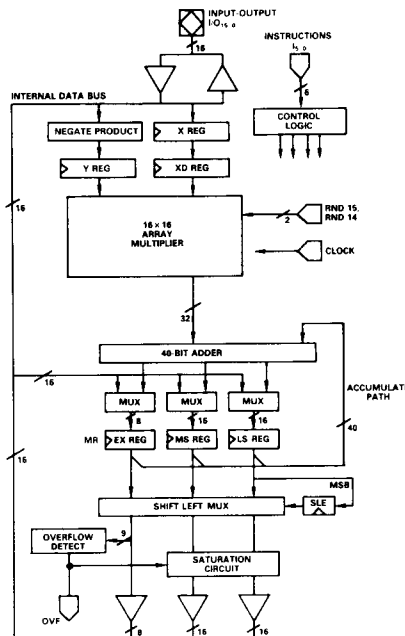 INPUT-OUTPUT
I/O15-0
16
INSTRUCTIONS
I5-0
6
INTERNAL DATA BUS
CONTROL
LOGIC
NEGATE PRODUCT
X REG
Y REG
XD REG
16
16 × 16
ARRAY
MULTIPLIER
RND 15,
RND 14
2
CLOCK
32
40-BIT ADDER
16
ACCUMULATE
PATH
MUX
MUX
MUX
8
16
16
40
MR
EX REG
MS REG
LS REG
16
MSB
SHIFT LEFT MUX
SLE
OVERFLOW
DETECT
9
SATURATION
CIRCUIT
OVF
8
16
16